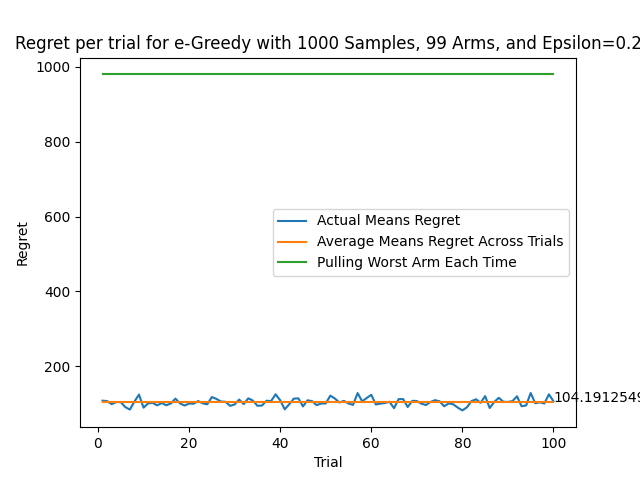 Regret per trial for e-Greedy with 1000 Samples, 99 Arms, and Epsilon=0.2
1000
800
600
400
200
Regret
Actual Means Regret
Average Means Regret Across Trials
Pulling Worst Arm Each Time
104.1912549
0 20 40 60 80 100
Trial